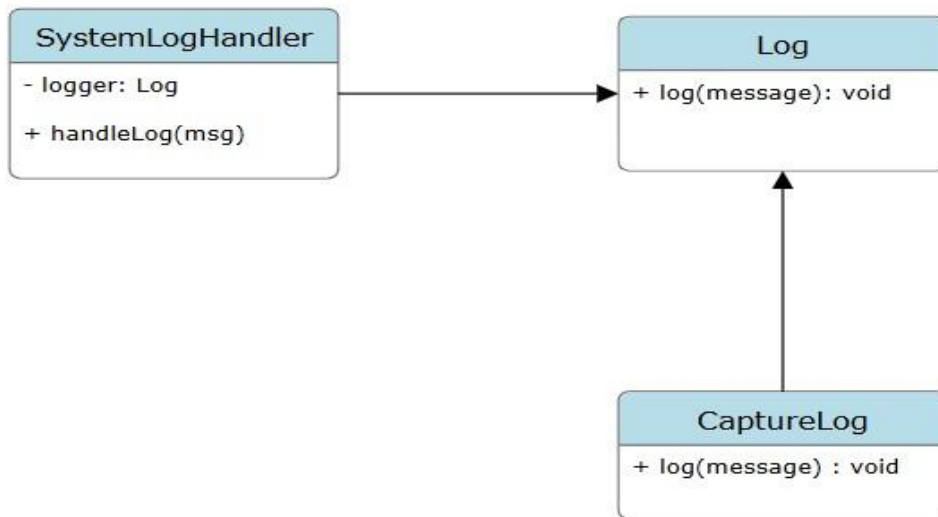 SystemLogHandler
- logger: Log
+ handleLog(msg)
Log
+ log(message): void
CaptureLog
+ log(message) : void